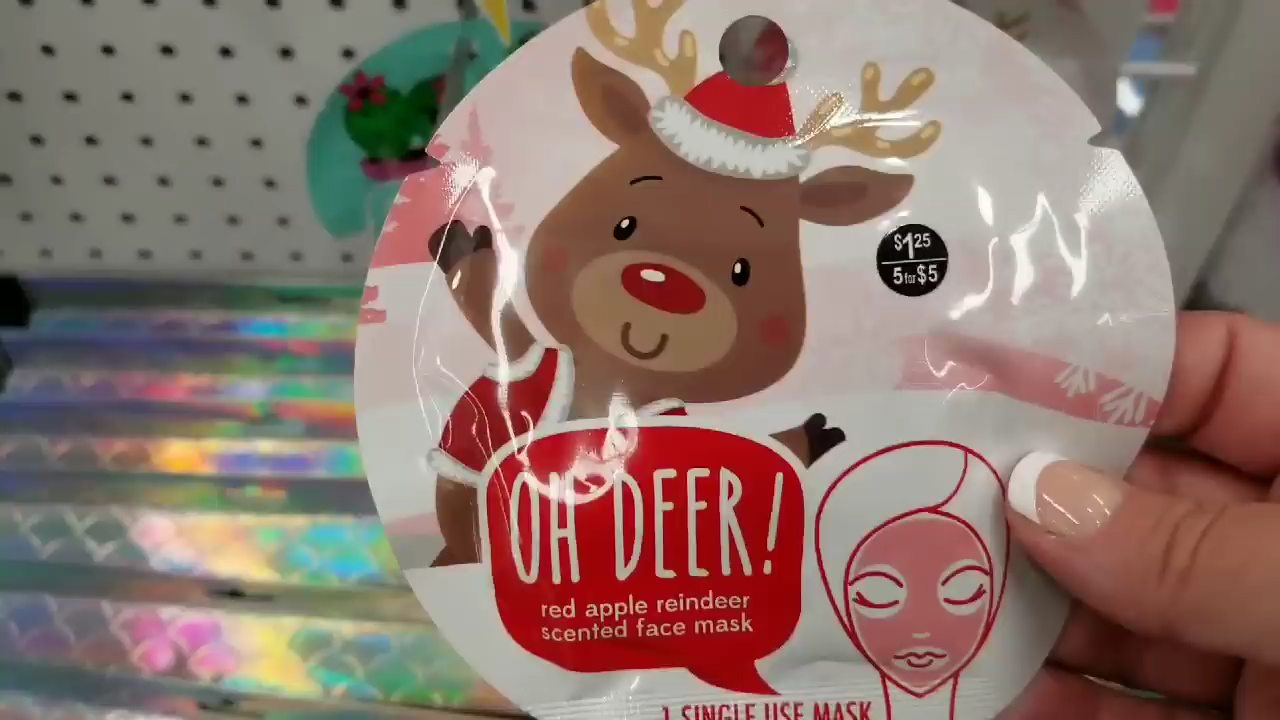 $1.25
5 for $5
OH DEER!
red apple reindeer
scented face mask
1 SINGLE USE MASK